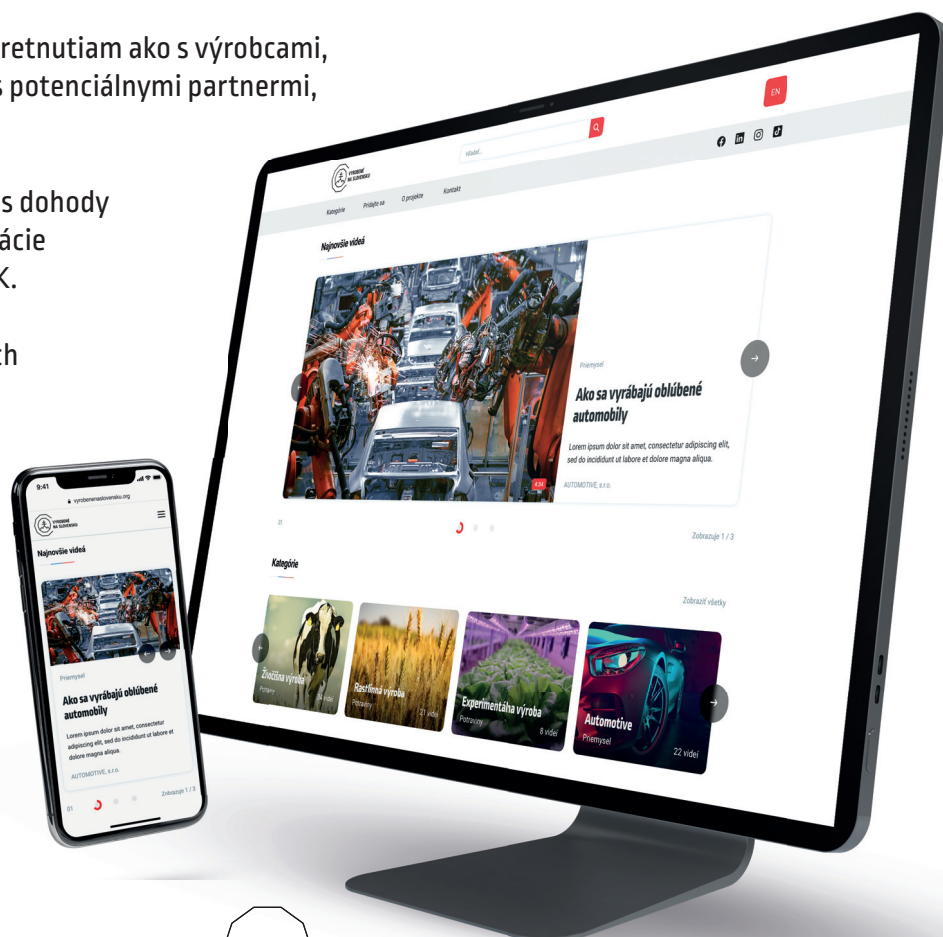 retnutiam ako s výrobcami,
s potenciálnymi partnermi,
s dohody
ácie
K.
ch
EN
Hľadať...
VYROBENÉ
NA SLOVENSKU
Kategórie Pridajte sa O projekte Kontakt
Najnovšie videá
Priemysel
Ako sa vyrábajú obľúbené
automobily
Lorem ipsum dolor sit amet, consectetur adipiscing elit,
sed do incididunt ut labore et dolore magna aliqua.
AUTOMOTIVE, s.r.o.
4:34
01
Zobrazuje 1 / 3
Kategórie
Zobraziť všetky
Živočíšna výroba
Potraviny
videí
Rastlinná výroba
Potraviny
21 videí
Experimentálna výroba
Potraviny
8 videí
Automotive
Priemysel
22 videí
9:41
vyrobenenaslovensku.org
VYROBENÉ
NA SLOVENSKU
Najnovšie videá
Priemysel
Ako sa vyrábajú obľúbené
automobily
Lorem ipsum dolor sit amet, consectetur
adipiscing elit, sed do incididunt ut labore et
dolore magna aliqua.
AUTOMOTIVE, s.r.o.
01
Zobrazuje 1 / 3